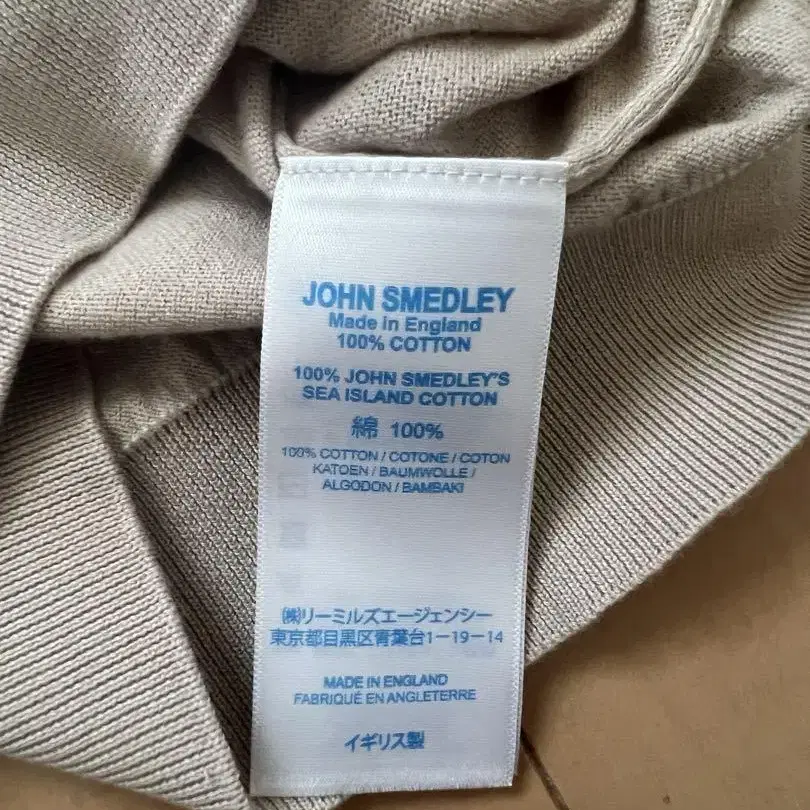 JOHN SMEDLEY
Made in England
100% COTTON
100% JOHN SMEDLEY'S
SEA ISLAND COTTON
綿 100%
100% COTTON / COTONE / COTON
KATOEN / BAUMWOLLE /
ALGODON / BAMBAKI
㈱リーミルズエージェンシー
東京都目黒区青葉台1-19-14
MADE IN ENGLAND
FABRIQUÉ EN ANGLETERRE
イギリス製